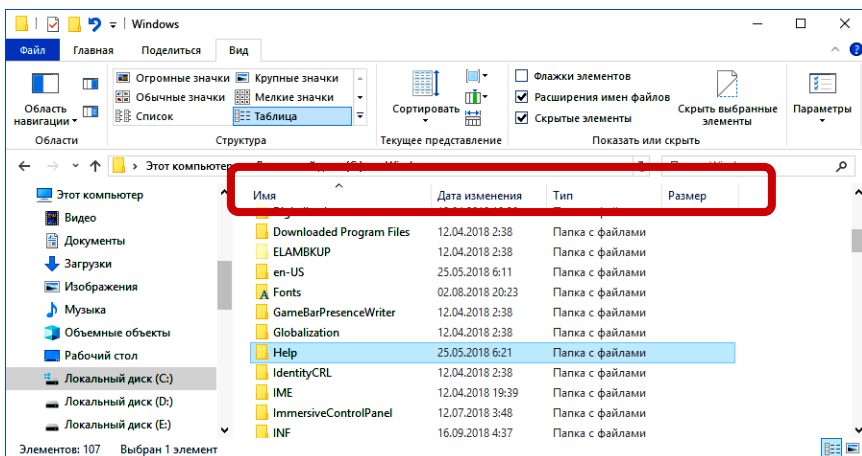 Windows
Файл Главная Поделиться Вид
Область навигации
Огромные значки Крупные значки
Обычные значки Мелкие значки
Список Таблица
Сортировать
Флажки элементов
Расширения имен файлов
Скрытые элементы
Скрыть выбранные элементы
Параметры
Области Структура Текущее представление Показать или скрыть
Этот компьютер
Этот компьютер
Видео
Документы
Загрузки
Изображения
Музыка
Объемные объекты
Рабочий стол
Локальный диск (C:)
Локальный диск (D:)
Локальный диск (E:)
Имя Дата изменения Тип Размер
Downloaded Program Files 12.04.2018 2:38 Папка с файлами
ELAMBKUP 12.04.2018 2:38 Папка с файлами
en-US 25.05.2018 6:11 Папка с файлами
Fonts 02.08.2018 20:23 Папка с файлами
GameBarPresenceWriter 12.04.2018 2:38 Папка с файлами
Globalization 12.04.2018 2:38 Папка с файлами
Help 25.05.2018 6:21 Папка с файлами
IdentityCRL 12.04.2018 2:38 Папка с файлами
IME 12.04.2018 19:39 Папка с файлами
ImmersiveControlPanel 12.07.2018 3:48 Папка с файлами
INF 16.09.2018 4:37 Папка с файлами
Элементов: 107 Выбран 1 элемент